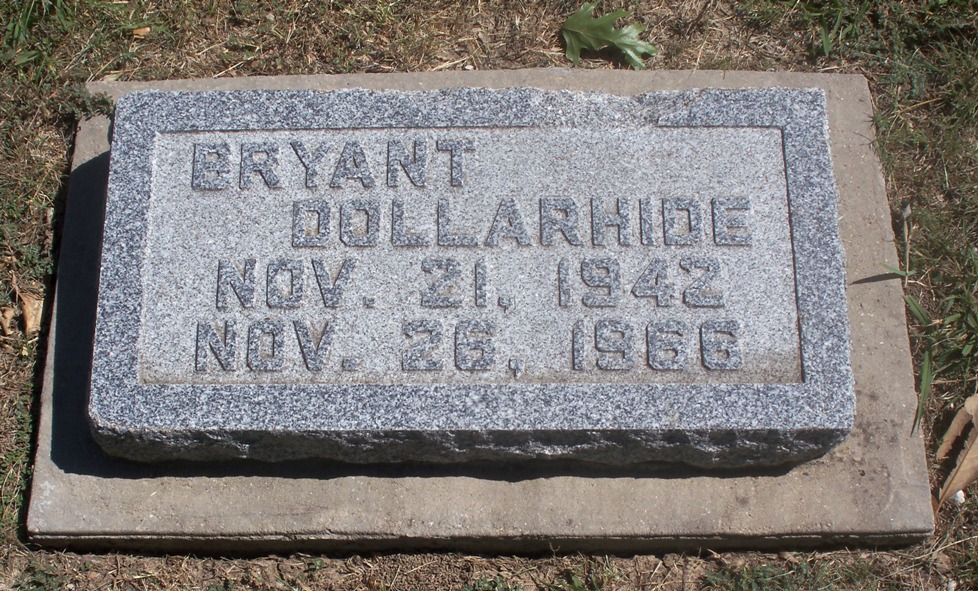 BRYANT
DOLLARHIDE
NOV. 21, 1942
NOV. 26, 1966